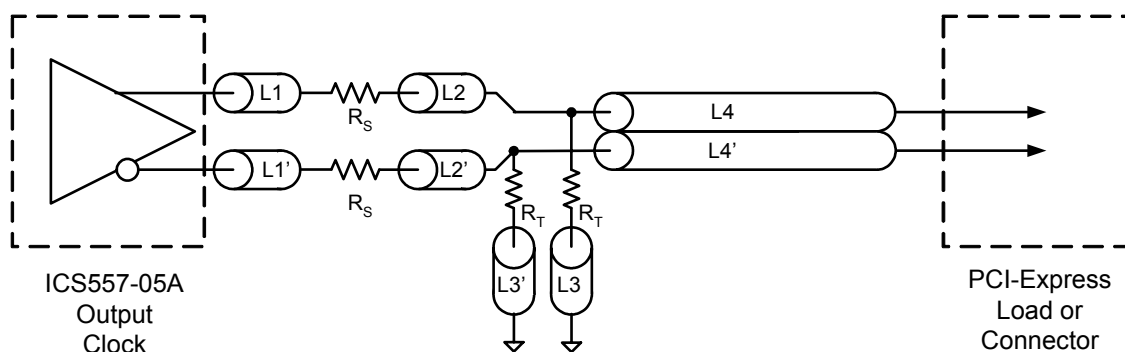 L1
L2
L4
R_S
L1’
L2’
L4’
R_S
R_T
R_T
L3’
L3
ICS557-05A
Output
Clock
PCI-Express
Load or
Connector